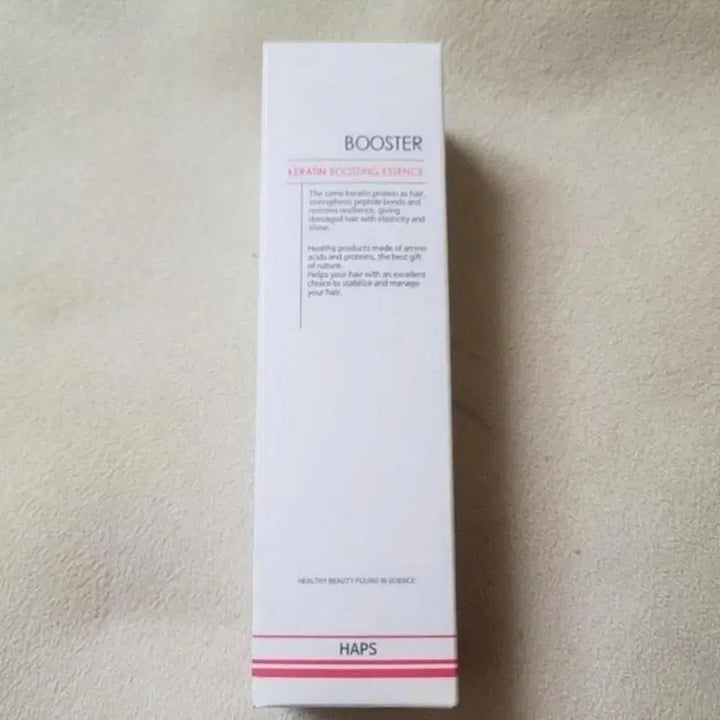 BOOSTER
KERATIN BOOSTING ESSENCE
The same keratin protein as hair,
strengthens peptide bonds and
restores resilience, giving
damaged hair with elasticity and
shine.
Healthy products made of amino
acids and proteins, the best gift
of nature.
Helps your hair with an excellent
choice to stabilize and manage
your hair.
HEALTHY BEAUTY FOUND IN SCIENCE
HAPS